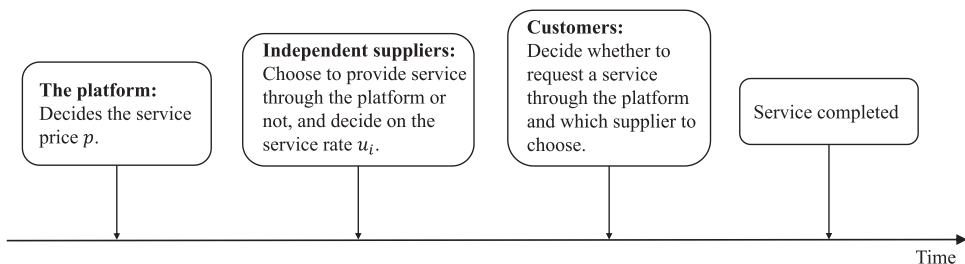 The platform:
Decides the service
price p.
Independent suppliers:
Choose to provide service
through the platform or
not, and decide on the
service rate uᵢ.
Customers:
Decide whether to
request a service
through the platform
and which supplier to
choose.
Service completed
Time